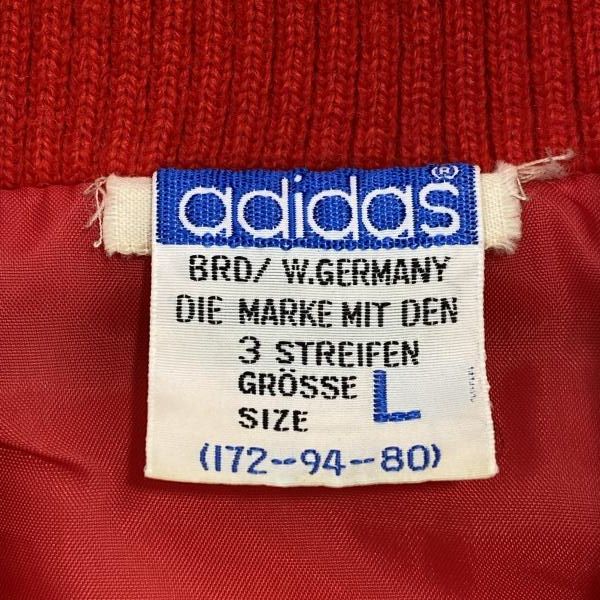 adidas®
BRD/ W.GERMANY
DIE MARKE MIT DEN
3 STREIFEN
GRÖSSE L
SIZE
(172--94--80)